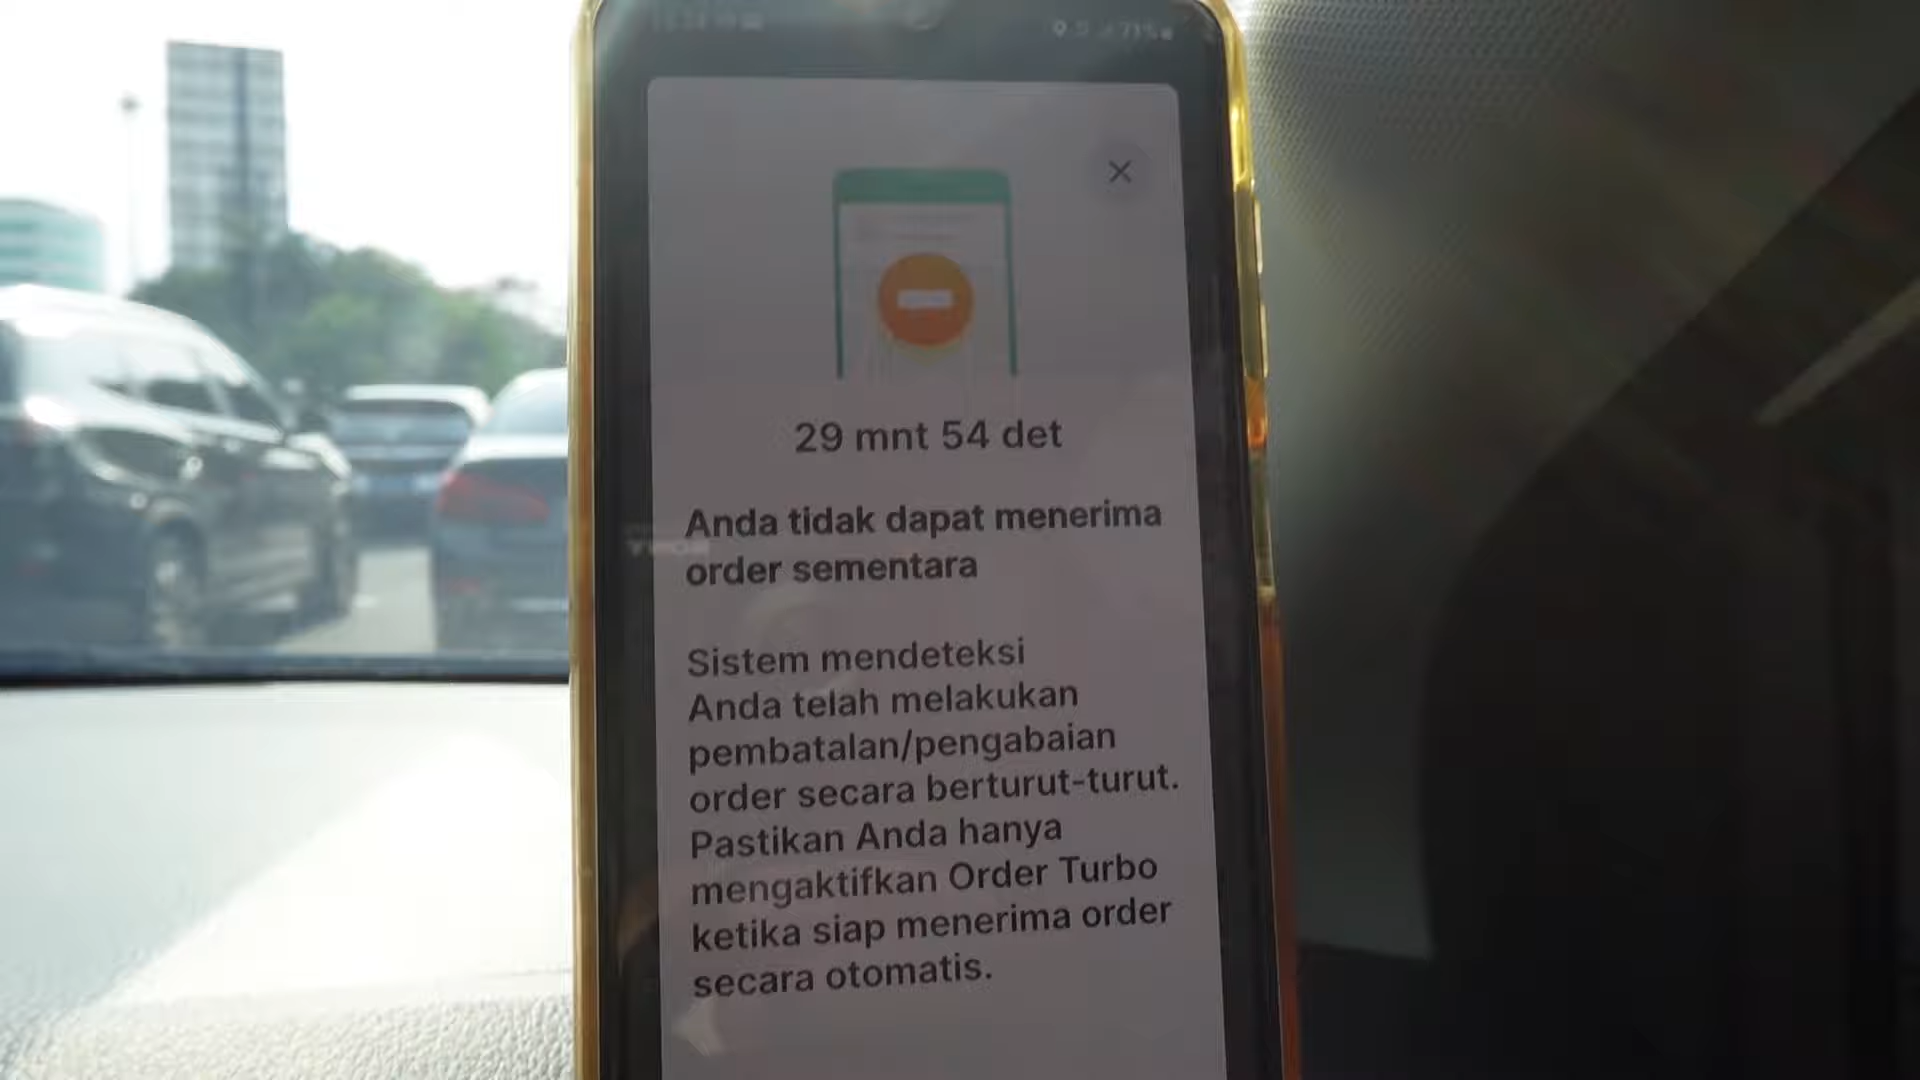 71%
29 mnt 54 det
Anda tidak dapat menerima
order sementara
Sistem mendeteksi
Anda telah melakukan
pembatalan/pengabaian
order secara berturut-turut.
Pastikan Anda hanya
mengaktifkan Order Turbo
ketika siap menerima order
secara otomatis.